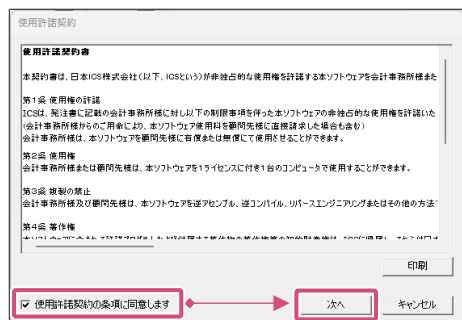 使用許諾契約
使用許諾契約書
本契約書は、日本ICS株式会社(以下、ICSという)が非独占的な使用権を許諾する本ソフトウェアを会計事務所様また
第1条 使用権の許諾
ICSは、発注書に記載の会計事務所様に対し以下の制限事項を伴った本ソフトウェアの非独占的な使用権を許諾いた
(会計事務所様からのご用命により、本ソフトウェア使用料を顧問先様に直接請求した場合も含む)
会計事務所様は、本ソフトウェアを顧問先様に有償または無償にて使用させることができます。
第2条 使用権
会計事務所様または顧問先様は、本ソフトウェアを1ライセンスに付き1台のコンピュータで使用することができます。
第3条 複製の禁止
会計事務所様及び顧問先様は、本ソフトウェアを逆アセンブル、逆コンパイル、リバースエンジニアリングまたはその他の方法
第4条 著作権
印刷
使用許諾契約の条項に同意します
次へ
キャンセル